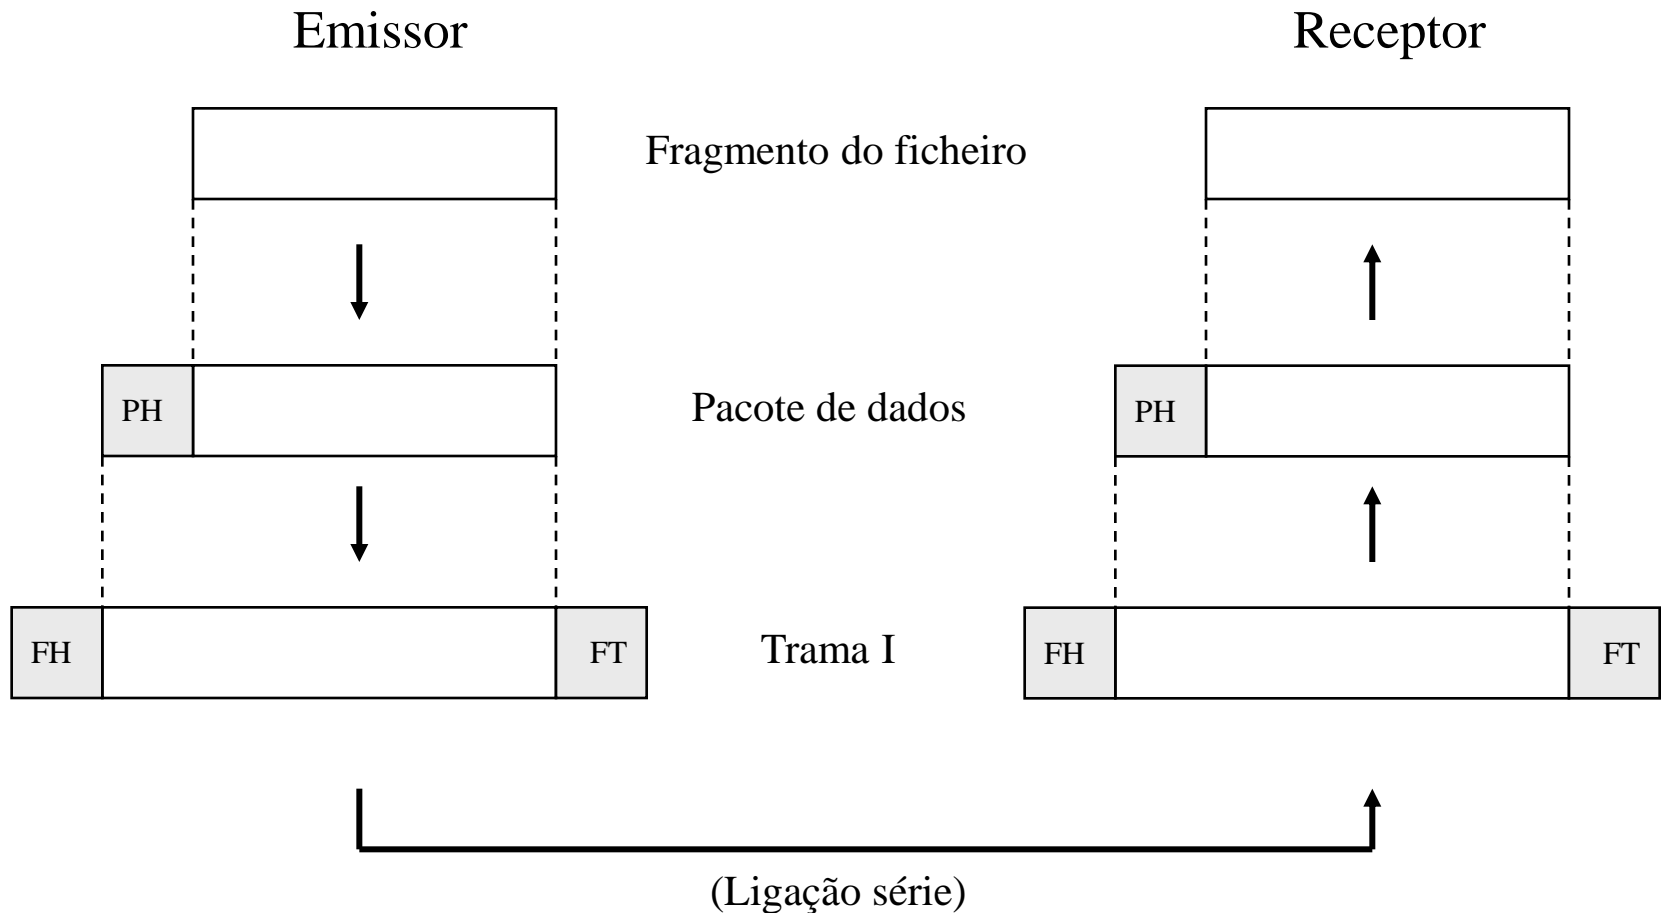 Emissor
Receptor
Fragmento do ficheiro
PH
Pacote de dados
PH
FH
FT
Trama I
FH
FT
(Ligação série)